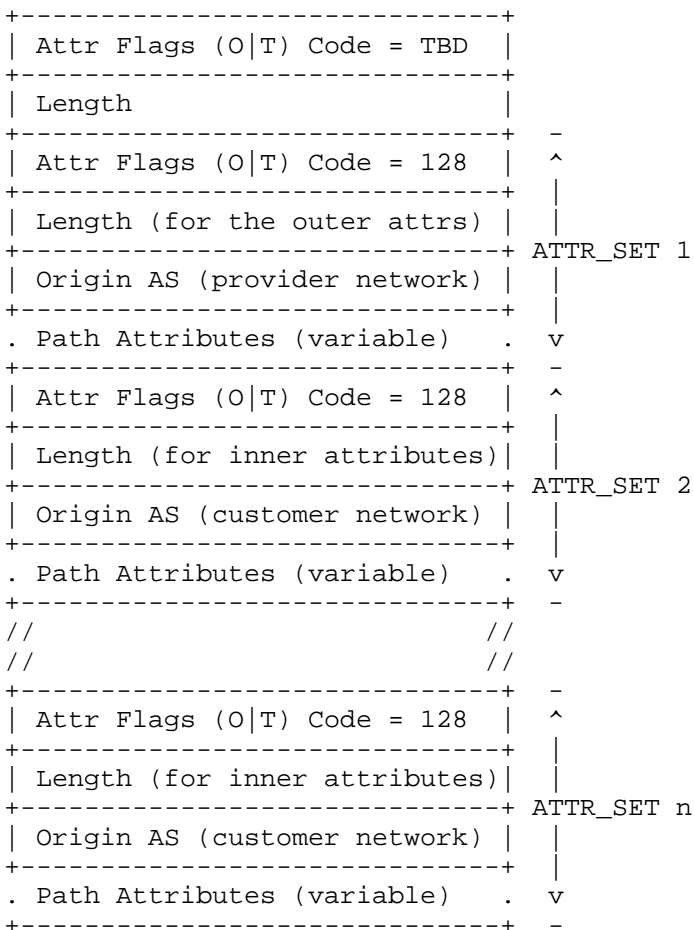 +------------------------------+
| Attr Flags (O|T) Code = TBD  |
+------------------------------+
| Length                       |
+------------------------------+  -
| Attr Flags (O|T) Code = 128  |  ^
+------------------------------+  |
| Length (for the outer attrs) |  |
+------------------------------+ ATTR_SET 1
| Origin AS (provider network) |  |
+------------------------------+  |
. Path Attributes (variable)   .  v
+------------------------------+  -
| Attr Flags (O|T) Code = 128  |  ^
+------------------------------+  |
| Length (for inner attributes)|  |
+------------------------------+ ATTR_SET 2
| Origin AS (customer network) |  |
+------------------------------+  |
. Path Attributes (variable)   .  v
+------------------------------+  -
//                            //
//                            //
+------------------------------+  -
| Attr Flags (O|T) Code = 128  |  ^
+------------------------------+  |
| Length (for inner attributes)|  |
+------------------------------+ ATTR_SET n
| Origin AS (customer network) |  |
+------------------------------+  |
. Path Attributes (variable)   .  v
+------------------------------+  -